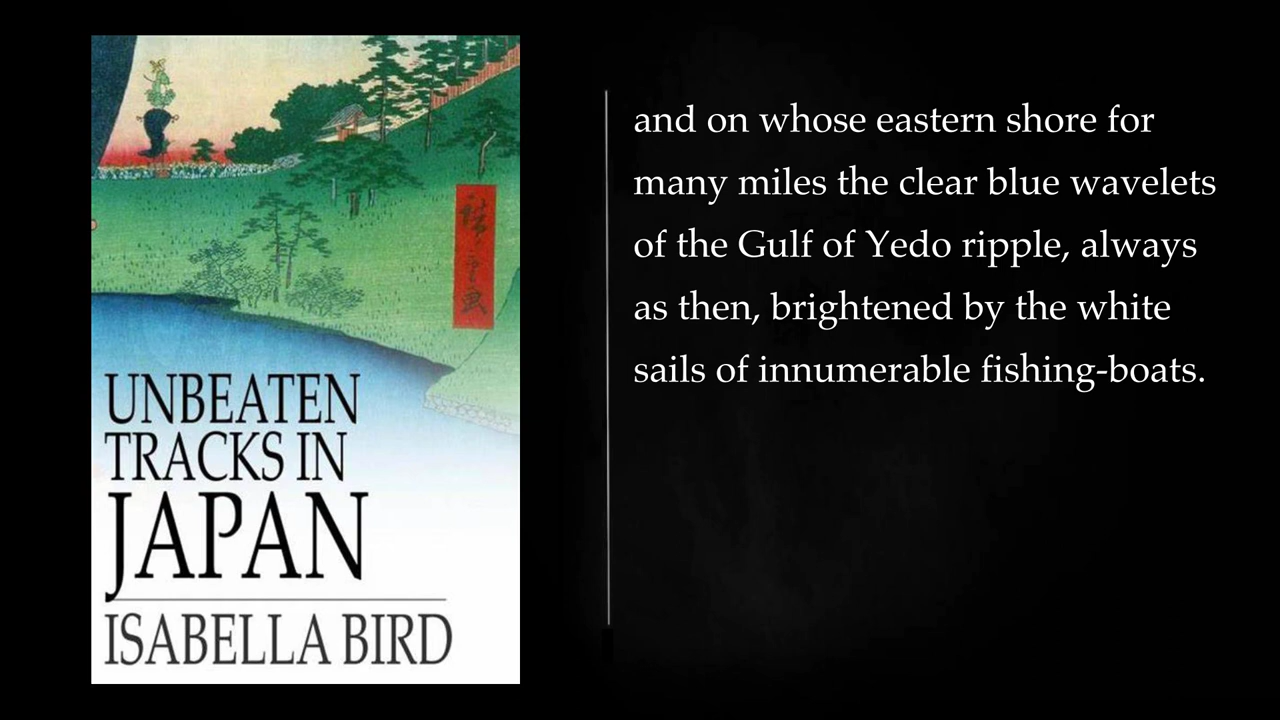 UNBEATEN
TRACKS IN
JAPAN
ISABELLA BIRD
and on whose eastern shore for
many miles the clear blue wavelets
of the Gulf of Yedo ripple, always
as then, brightened by the white
sails of innumerable fishing-boats.